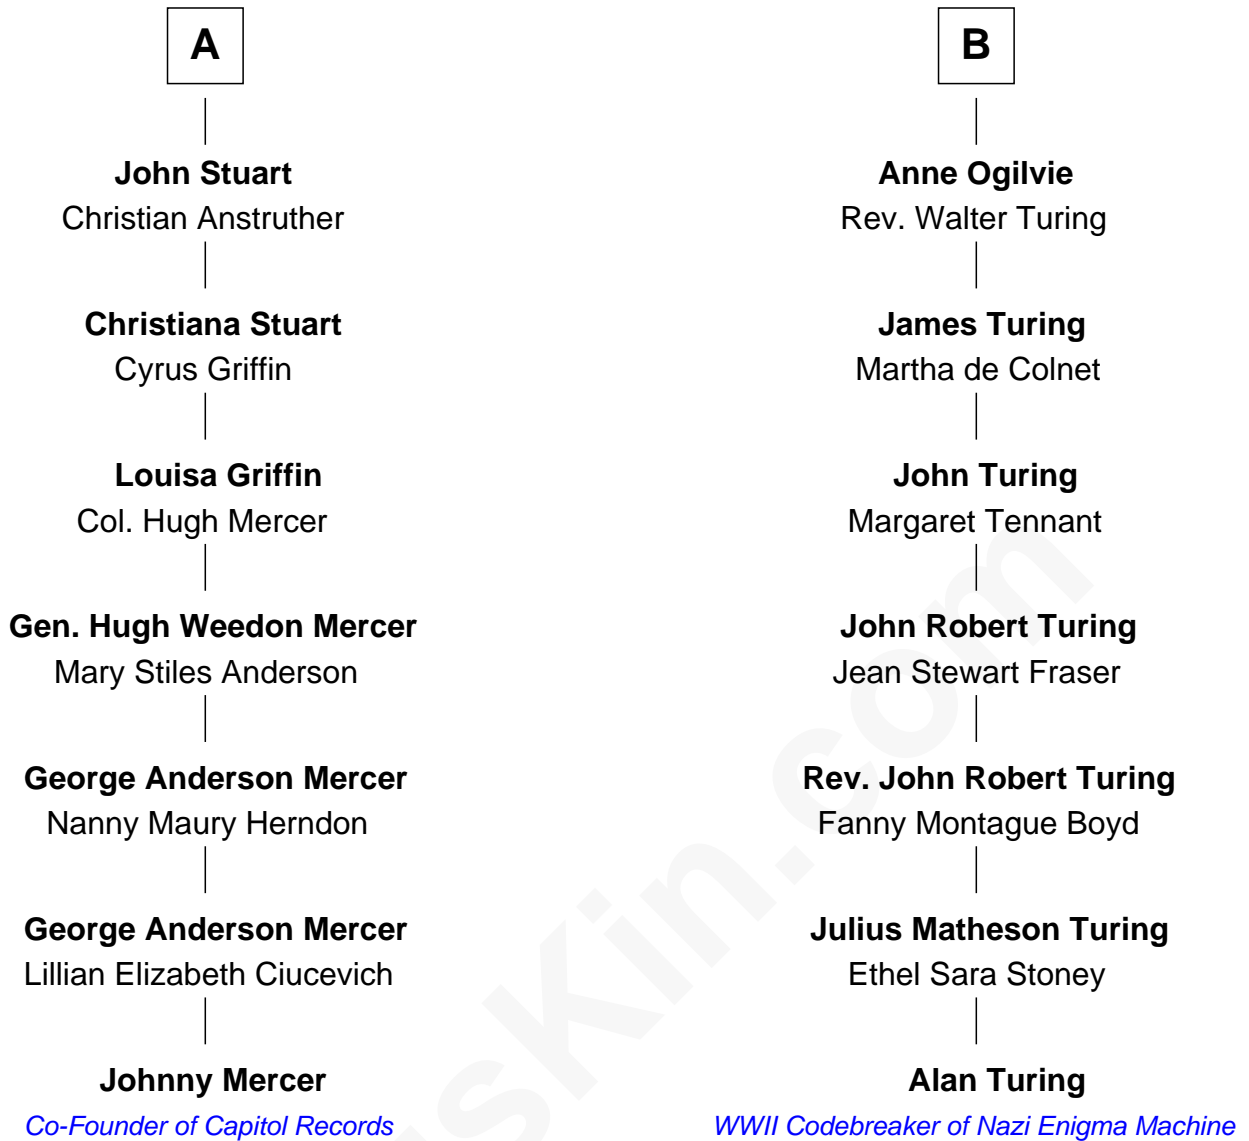 A
John Stuart
Christian Anstruther
Christiana Stuart
Cyrus Griffin
Louisa Griffin
Col. Hugh Mercer
Gen. Hugh Weedon Mercer
Mary Stiles Anderson
George Anderson Mercer
Nanny Maury Herndon
George Anderson Mercer
Lillian Elizabeth Ciucevich
Johnny Mercer
Co-Founder of Capitol Records
B
Anne Ogilvie
Rev. Walter Turing
James Turing
Martha de Colnet
John Turing
Margaret Tennant
John Robert Turing
Jean Stewart Fraser
Rev. John Robert Turing
Fanny Montague Boyd
Julius Matheson Turing
Ethel Sara Stoney
Alan Turing
WWII Codebreaker of Nazi Enigma Machine